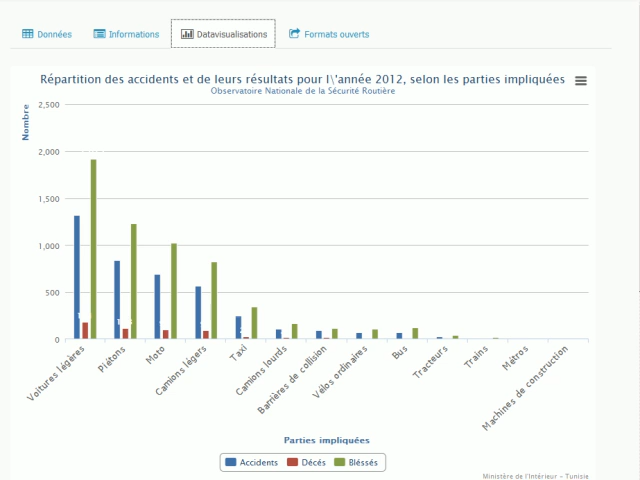 Données Informations Datavisualisations Formats ouverts
Répartition des accidents et de leurs résultats pour l\'année 2012, selon les parties impliquées
Observatoire Nationale de la Sécurité Routière
Nombre
2,500
2,000
1,500
1,000
500
0
Voitures légères
Piétons
Moto
Camions légers
Taxi
Camions lourds
Barrières de collision
Vélos ordinaires
Bus
Tracteurs
Trains
Métros
Machines de construction
Parties impliquées
Accidents Décés Bléssés
Ministère de l'Intérieur – Tunisie